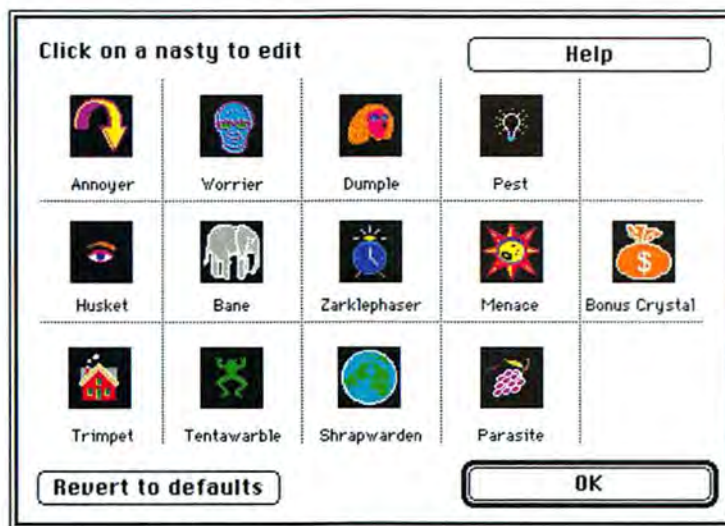 Click on a nasty to edit
Help
Annoyer Worrier Dumple Pest
$
Husket Bane Zarklephaser Menace Bonus Crystal
Trimpet Tentawarble Shrapwarden Parasite
Revert to defaults
OK